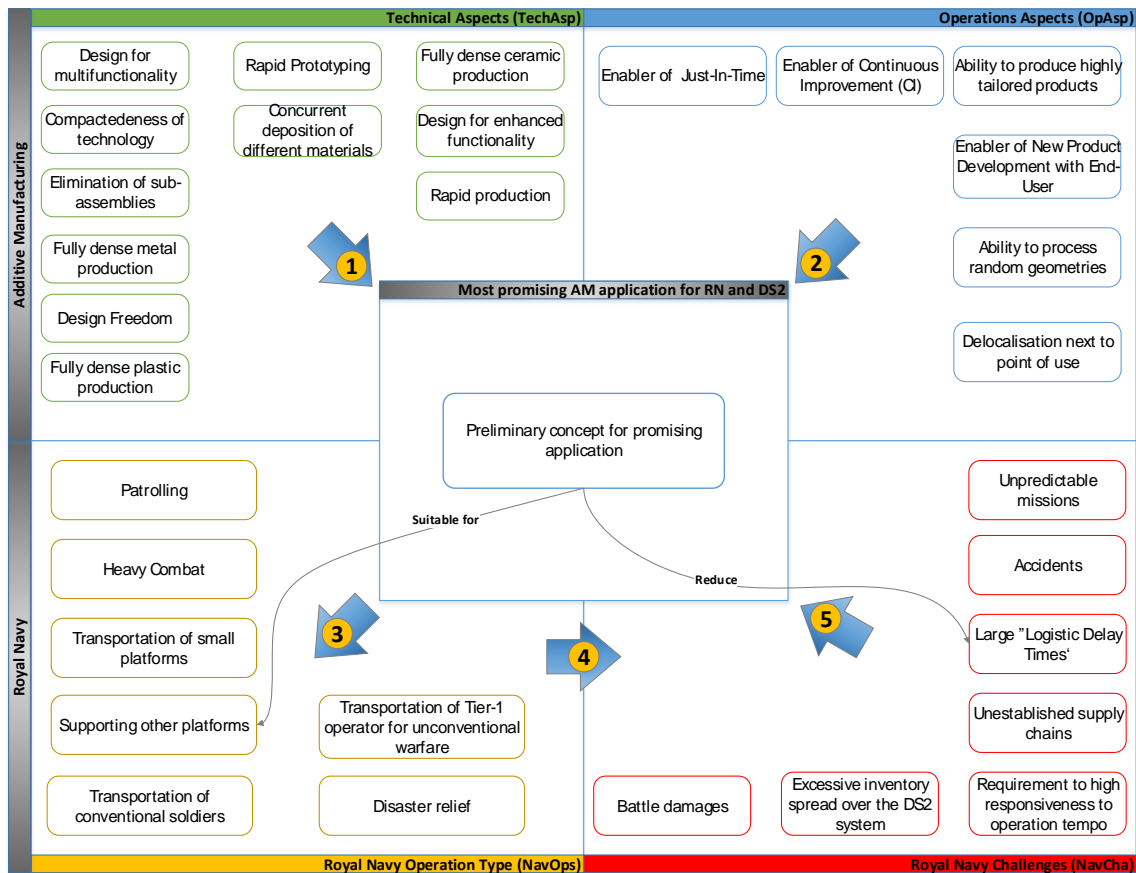 Technical Aspects (TechAsp)
Operations Aspects (OpAsp)
Additive Manufacturing
Design for
multifunctionality
Rapid Prototyping
Fully dense ceramic
production
Compactedeness of
technology
Concurrent
deposition of
different materials
Design for enhanced
functionality
Elimination of sub-
assemblies
Rapid production
Fully dense metal
production
Design Freedom
Fully dense plastic
production
Enabler of Just-In-Time
Enabler of Continuous
Improvement (CI)
Ability to produce highly
tailored products
Enabler of New Product
Development with End-
User
Ability to process
random geometries
Delocalisation next to
point of use
1
2
Most promising AM application for RN and DS2
Preliminary concept for promising
application
Suitable for
Reduce
Royal Navy
Patrolling
Heavy Combat
Transportation of small
platforms
Supporting other platforms
Transportation of
conventional soldiers
Transportation of Tier-1
operator for unconventional
warfare
Disaster relief
3
4
5
Unpredictable
missions
Accidents
Large ”Logistic Delay
Times‘
Unestablished supply
chains
Battle damages
Excessive inventory
spread over the DS2
system
Requirement to high
responsiveness to
operation tempo
Royal Navy Operation Type (NavOps)
Royal Navy Challenges (NavCha)